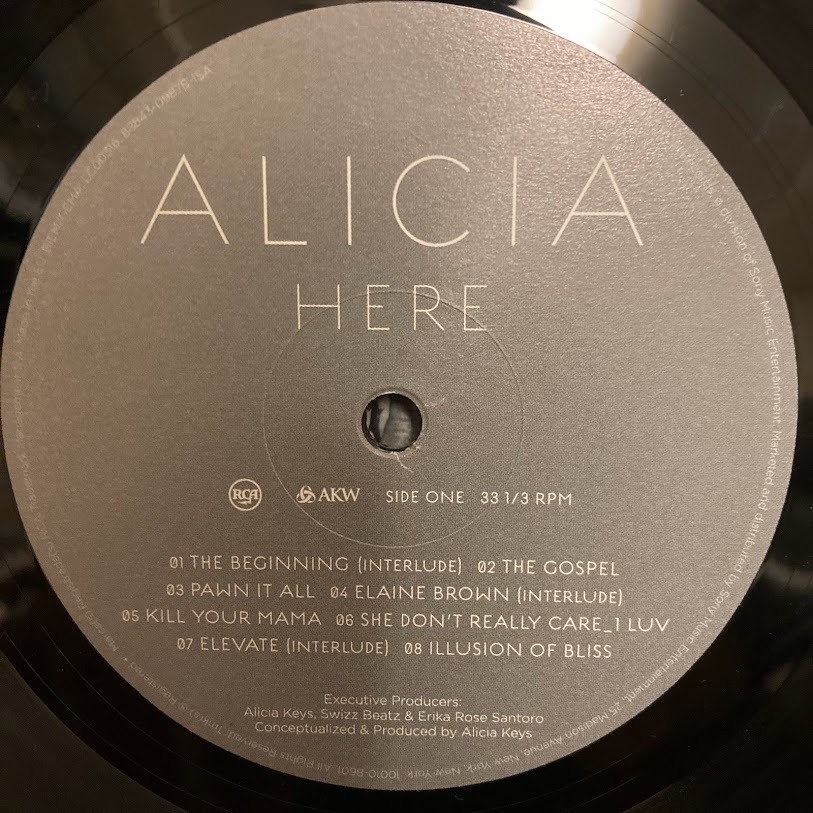 ALICIA
HERE
RCA AKW SIDE ONE 33 1/3 RPM
01 THE BEGINNING (INTERLUDE) 02 THE GOSPEL
03 PAWN IT ALL 04 ELAINE BROWN (INTERLUDE)
05 KILL YOUR MAMA 06 SHE DON'T REALLY CARE_1 LUV
07 ELEVATE (INTERLUDE) 08 ILLUSION OF BLISS
Executive Producers:
Alicia Keys, Swizz Beatz & Erika Rose Santoro
Conceptualized & Produced by Alicia Keys
a division of Sony Music Entertainment. Marketed and distributed by Sony Music Entertainment, 25 Madison Avenue, New York, New York, 10010-8601. All Rights Reserved.